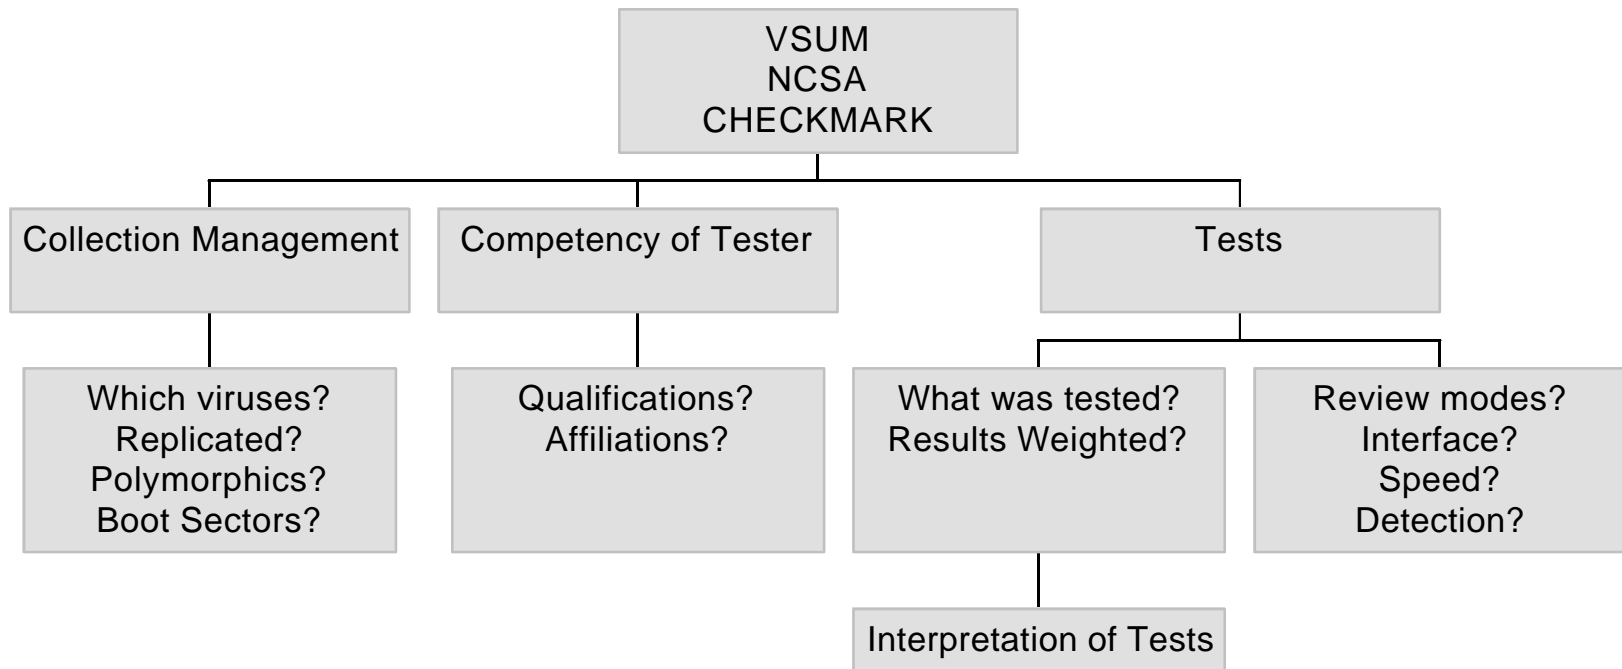 VSUM
NCSA
CHECKMARK
Collection Management
Competency of Tester
Tests
Which viruses?
Replicated?
Polymorphics?
Boot Sectors?
Qualifications?
Affiliations?
What was tested?
Results Weighted?
Review modes?
Interface?
Speed?
Detection?
Interpretation of Tests